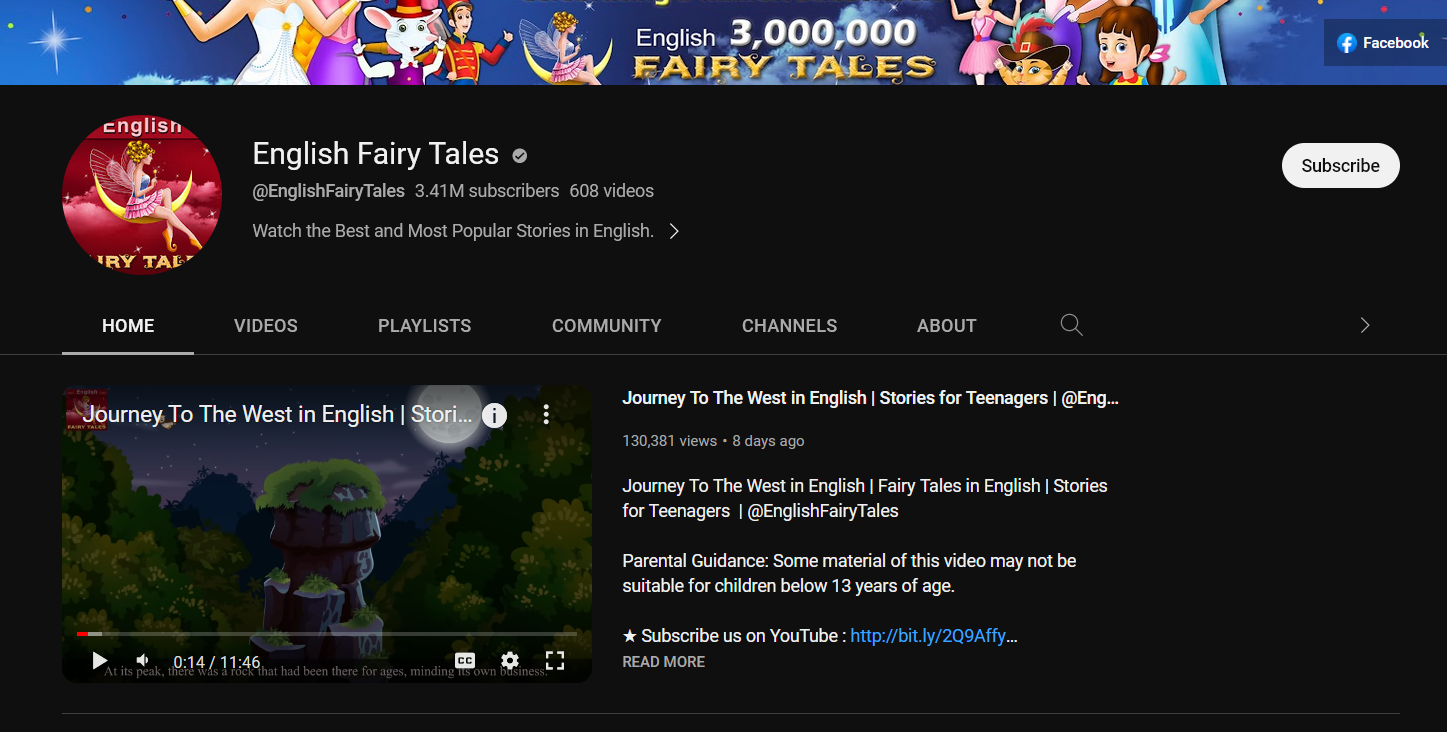 English 3,000,000
FAIRY TALES
Facebook
English
English Fairy Tales
@EnglishFairyTales 3.41M subscribers 608 videos
Watch the Best and Most Popular Stories in English.
Subscribe
HOME VIDEOS PLAYLISTS COMMUNITY CHANNELS ABOUT
English
Journey To The West in English | Stori...
FAIRY TALES
0:14 / 11:46
CC
At its peak, there was a rock that had been there for ages, minding its own business.
Journey To The West in English | Stories for Teenagers | @Eng...
130,381 views • 8 days ago
Journey To The West in English | Fairy Tales in English | Stories
for Teenagers | @EnglishFairyTales
Parental Guidance: Some material of this video may not be
suitable for children below 13 years of age.
★ Subscribe us on YouTube : http://bit.ly/2Q9Affy...
READ MORE